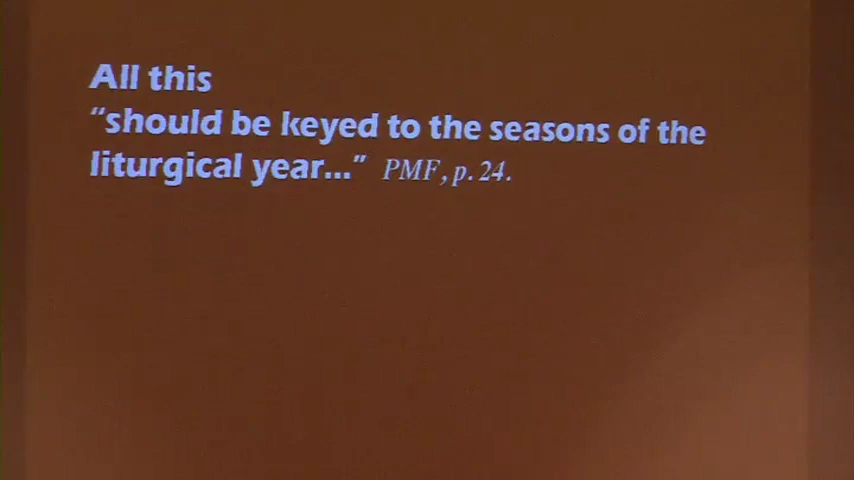 All this
“should be keyed to the seasons of the
liturgical year...” PMF, p. 24.